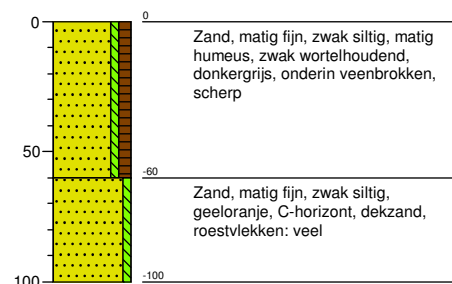 0
0
Zand, matig fijn, zwak siltig, matig
humeus, zwak wortelhoudend,
donkergrijs, onderin veenbrokken,
scherp
50
-60
Zand, matig fijn, zwak siltig,
geeloranje, C-horizont, dekzand,
roestvlekken: veel
100
-100